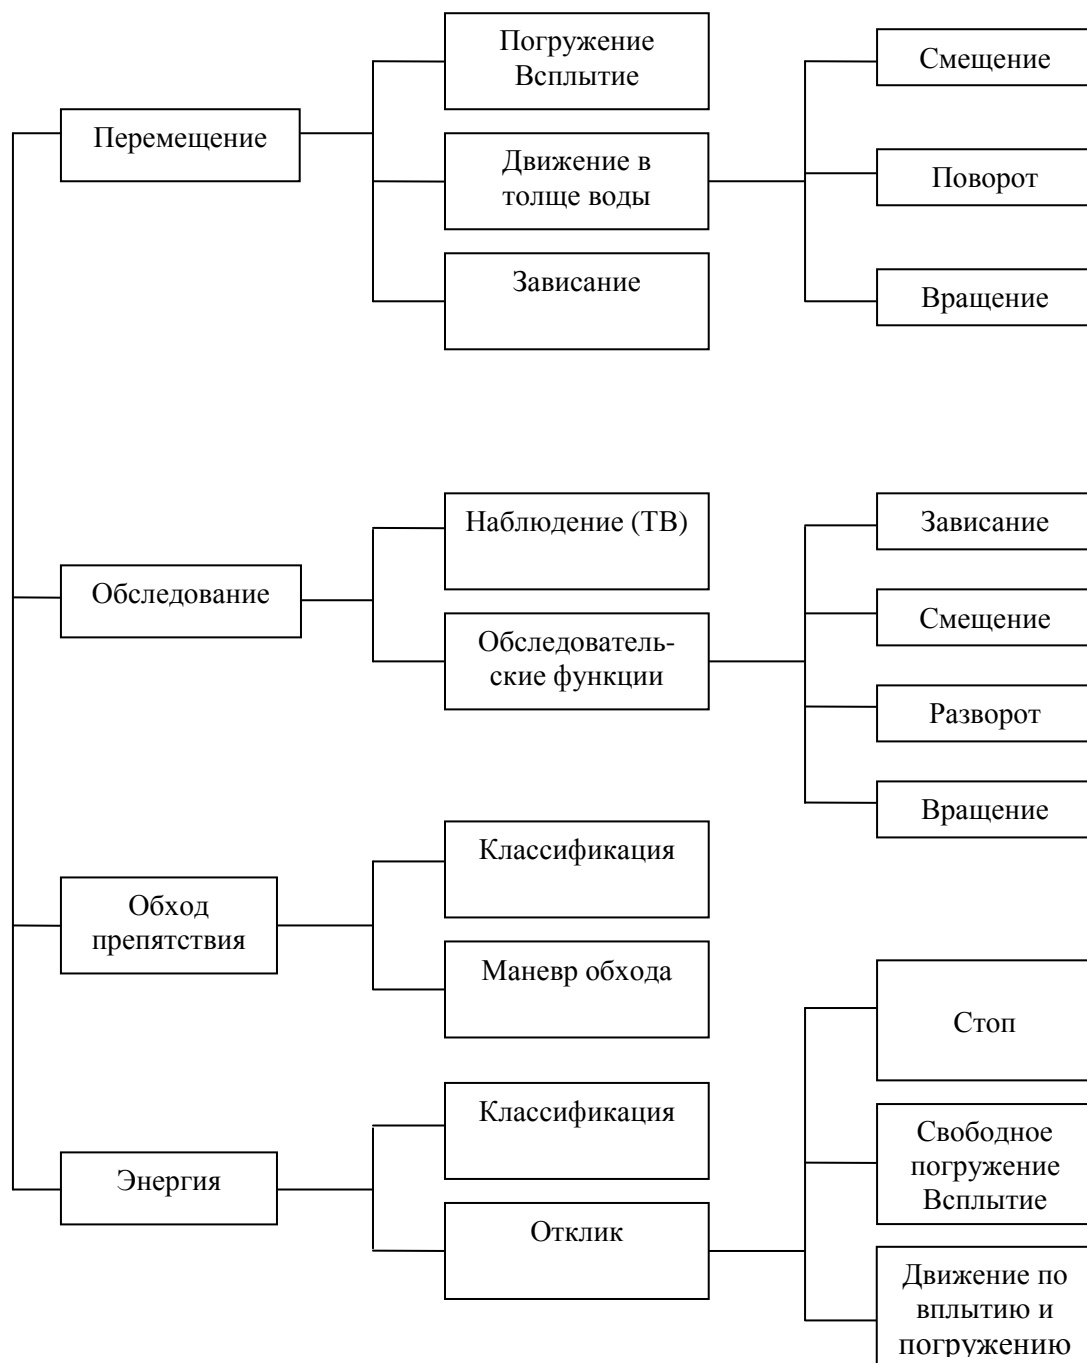 Погружение
Всплытие
Смещение
Перемещение
Движение в
толще воды
Поворот
Зависание
Вращение
Наблюдение (ТВ)
Зависание
Обследование
Обследователь-
ские функции
Смещение
Разворот
Вращение
Классификация
Обход
препятствия
Маневр обхода
Стоп
Классификация
Свободное
погружение
Всплытие
Энергия
Отклик
Движение по
вплытию и
погружению